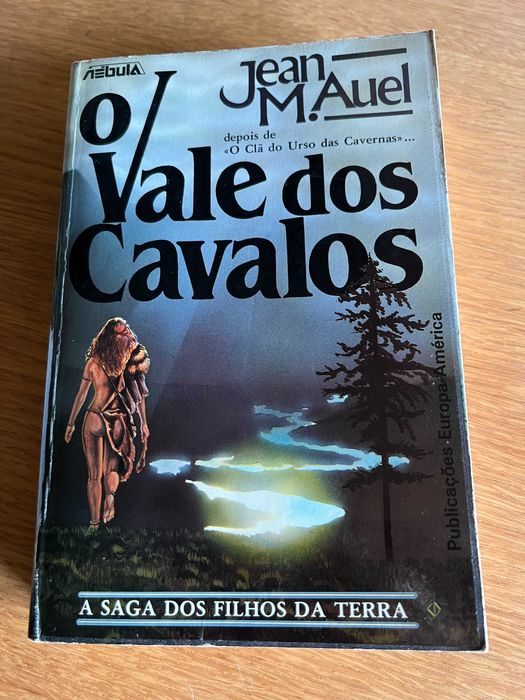 nébula
Jean
M. Auel
depois de
«O Clã do Urso das Cavernas»...
O
Vale dos
Cavalos
Publicações Europa-América
A SAGA DOS FILHOS DA TERRA